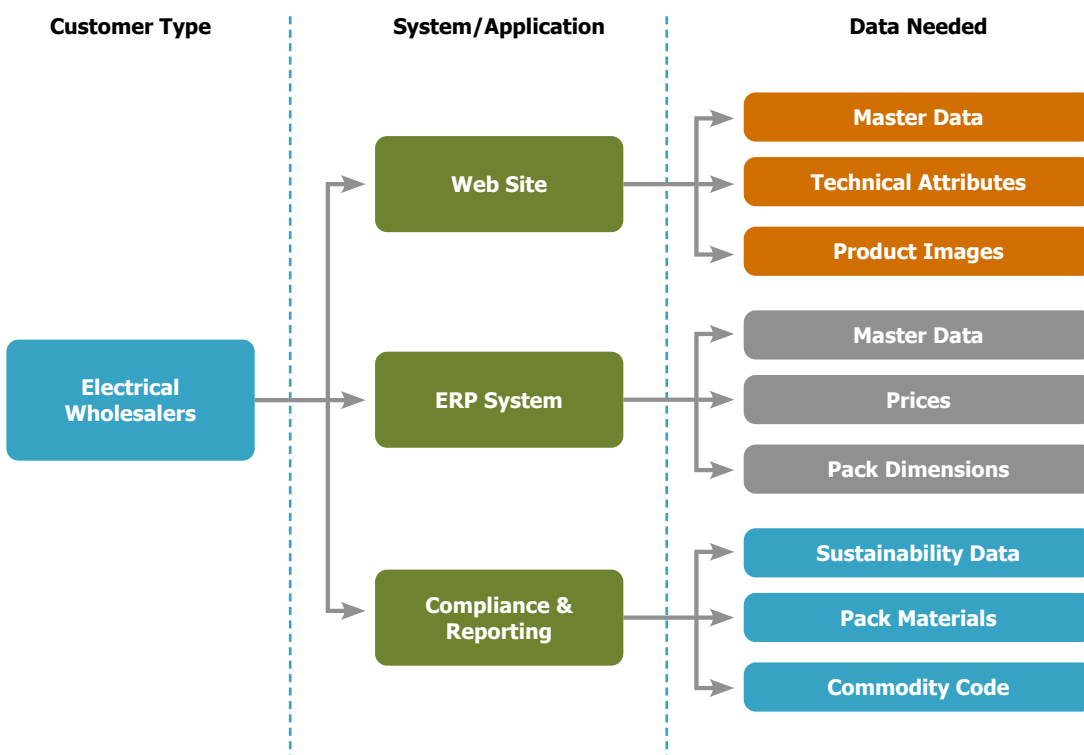 Customer Type
System/Application
Data Needed
Electrical
Wholesalers
Web Site
Master Data
Technical Attributes
Product Images
ERP System
Master Data
Prices
Pack Dimensions
Compliance &
Reporting
Sustainability Data
Pack Materials
Commodity Code